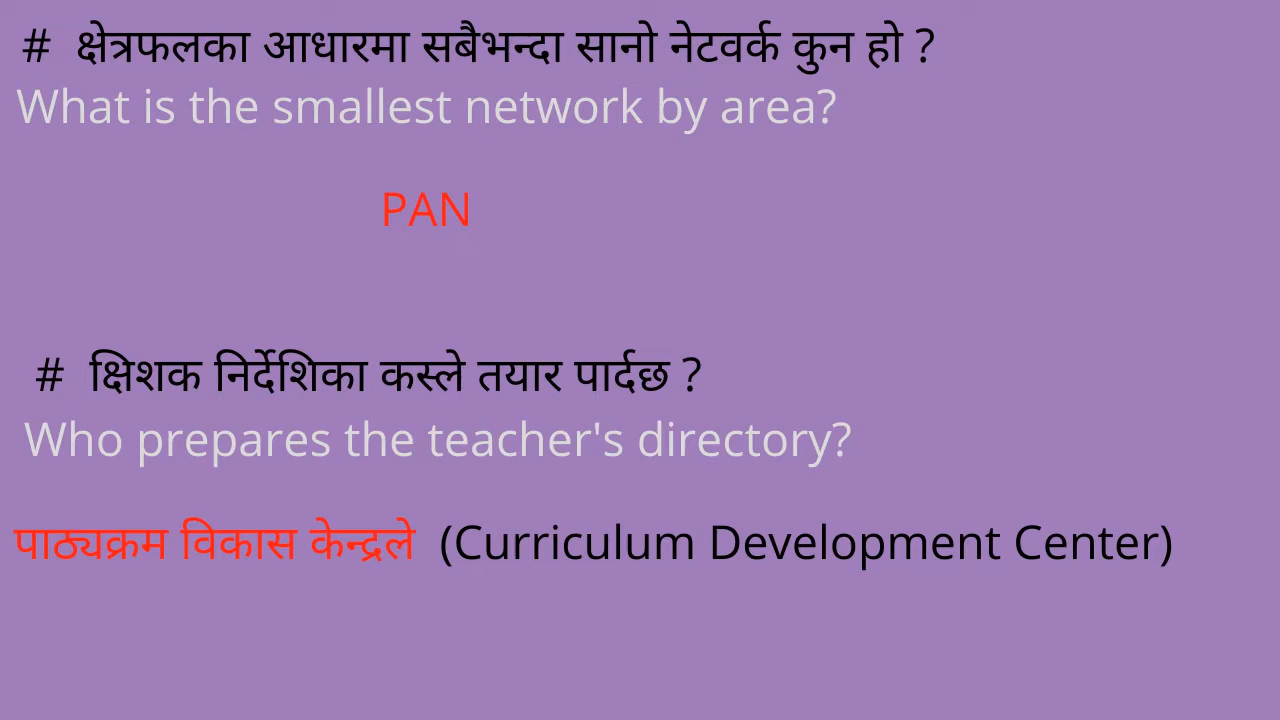 # क्षेत्रफलका आधारमा सबैभन्दा सानो नेटवर्क कुन हो ?
What is the smallest network by area?
PAN
# क्षिशक निर्देशिका कस्ले तयार पार्दछ ?
Who prepares the teacher's directory?
पाठ्यक्रम विकास केन्द्रले (Curriculum Development Center)